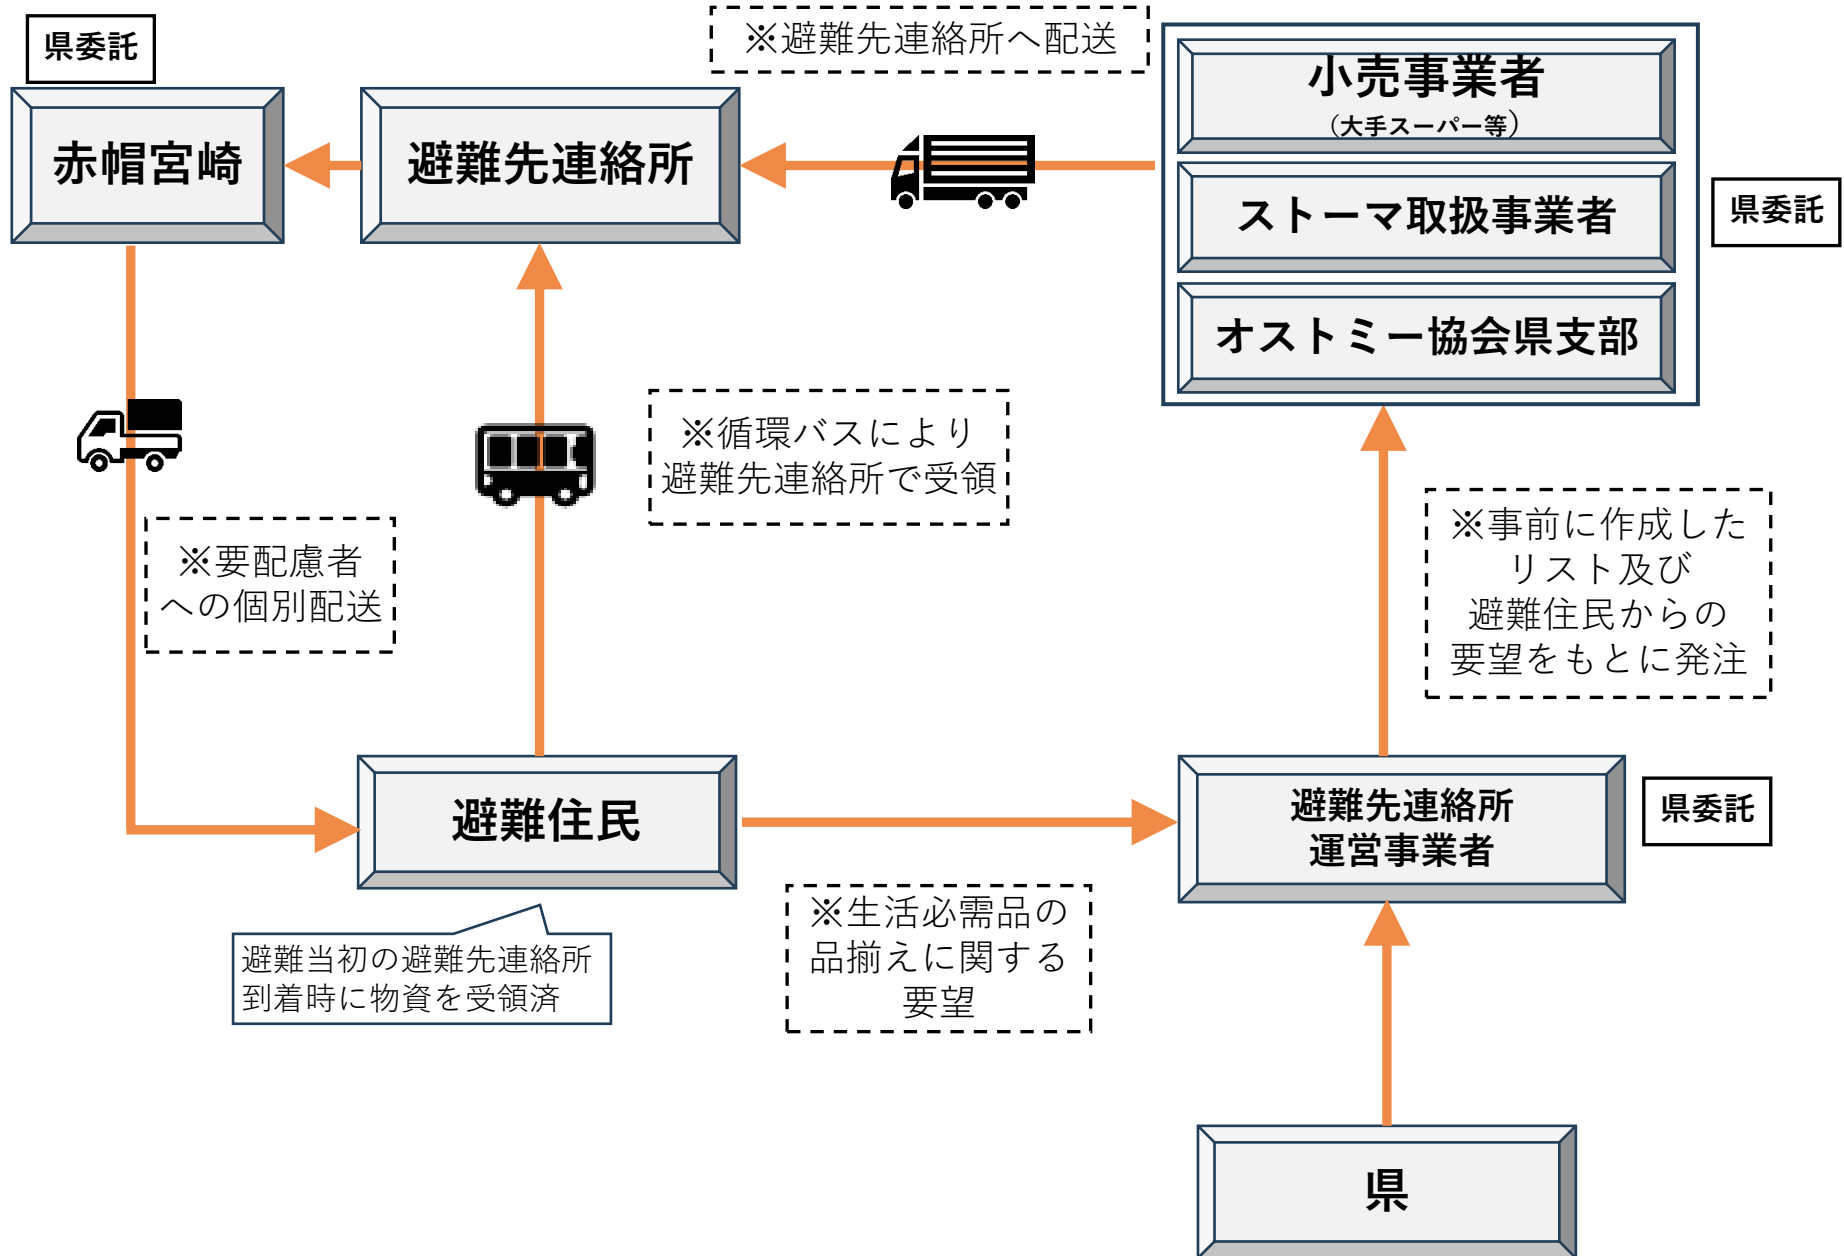 県委託
赤帽宮崎
避難先連絡所
※避難先連絡所へ配送
小売事業者
（大手スーパー等）
ストーマ取扱事業者
オストミー協会県支部
県委託
※要配慮者
への個別配送
※循環バスにより
避難先連絡所で受領
※事前に作成した
リスト及び
避難住民からの
要望をもとに発注
避難住民
避難先連絡所
運営事業者
県委託
避難当初の避難先連絡所
到着時に物資を受領済
※生活必需品の
品揃えに関する
要望
県